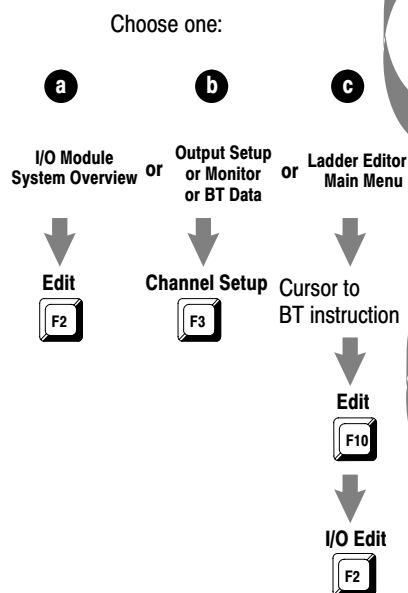 Choose one:
a b c
I/O Module
System Overview
or
Output Setup
or Monitor
or BT Data
or
Ladder Editor
Main Menu
Edit
F2
Channel Setup
F3
Cursor to
BT instruction
Edit
F10
I/O Edit
F2